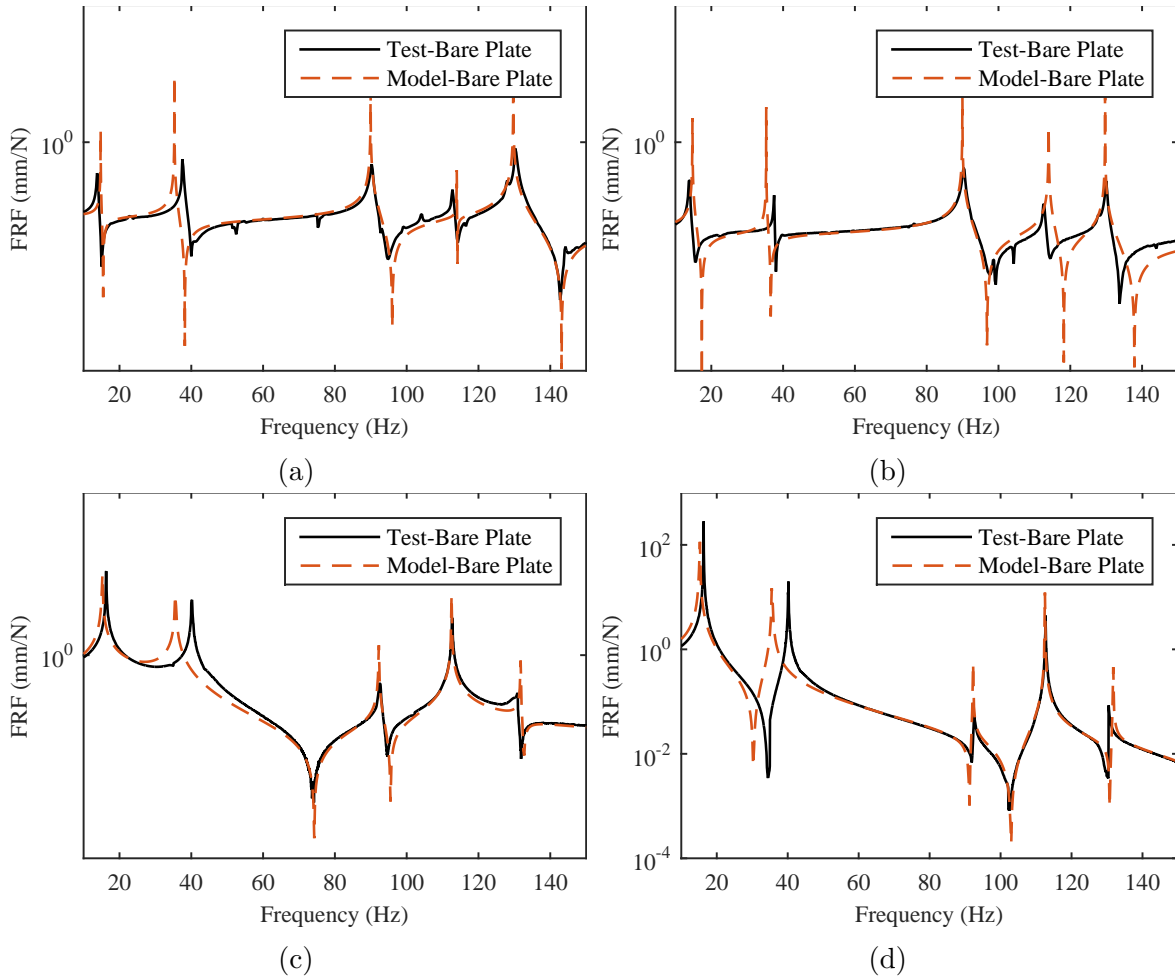 Test-Bare Plate
Model-Bare Plate
10^0
FRF (mm/N)
20 40 60 80 100 120 140
Frequency (Hz)
(a)
Test-Bare Plate
Model-Bare Plate
10^0
FRF (mm/N)
20 40 60 80 100 120 140
Frequency (Hz)
(b)
Test-Bare Plate
Model-Bare Plate
10^0
FRF (mm/N)
20 40 60 80 100 120 140
Frequency (Hz)
(c)
Test-Bare Plate
Model-Bare Plate
10^2
10^0
10^-2
10^-4
FRF (mm/N)
20 40 60 80 100 120 140
Frequency (Hz)
(d)